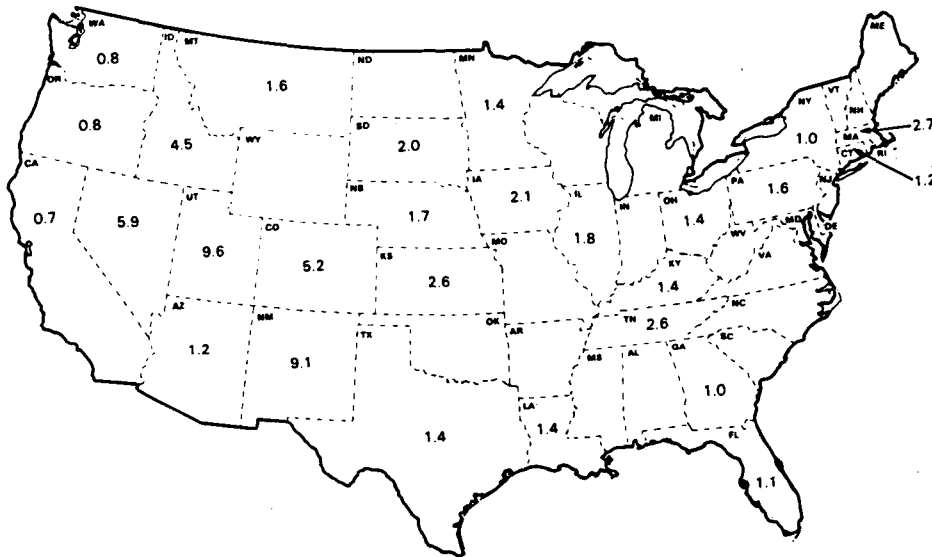 WA
0.8
ID
MT
1.6
ND
MN
1.4
ME
NY
VT
NH
2.7
OR
0.8
4.5
WY
SD
2.0
MI
1.0
MA
CT
RI
1.2
CA
0.7
5.9
UT
9.6
NB
1.7
IA
2.1
IL
1.8
IN
OH
1.4
PA
1.6
NJ
MD
DE
CO
5.2
KS
2.6
MO
KY
1.4
WV
VA
AZ
1.2
NM
9.1
TX
1.4
OK
AR
TN
2.6
NC
SC
MS
AL
GA
1.0
LA
1.4
FL
1.1